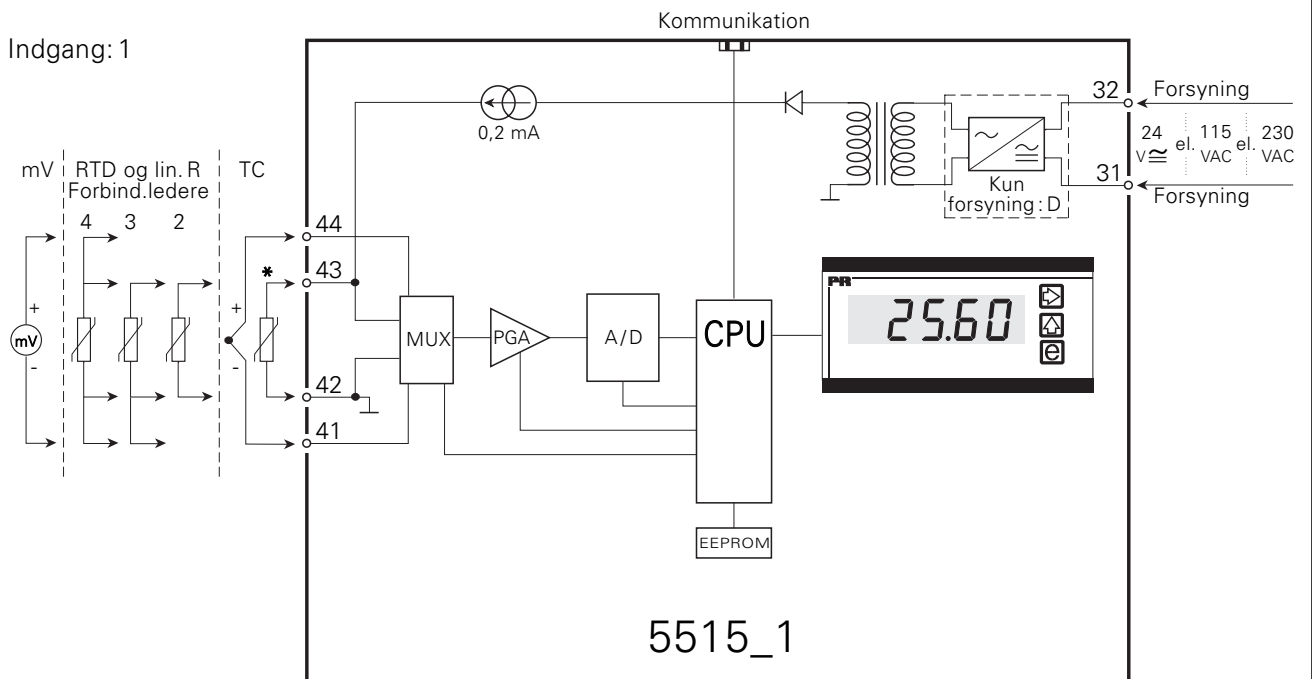 Kommunikation
Indgang: 1
32
Forsyning
0,2 mA
24 V≂ el. 115 VAC el. 230 VAC
31
Forsyning
Kun
forsyning: D
mV
RTD og lin. R
Forbind.ledere
TC
4 3 2
44
*
43
+
+
mV
-
-
42
41
MUX
PGA
A/D
CPU
EEPROM
PR
25.60
e
5515_1